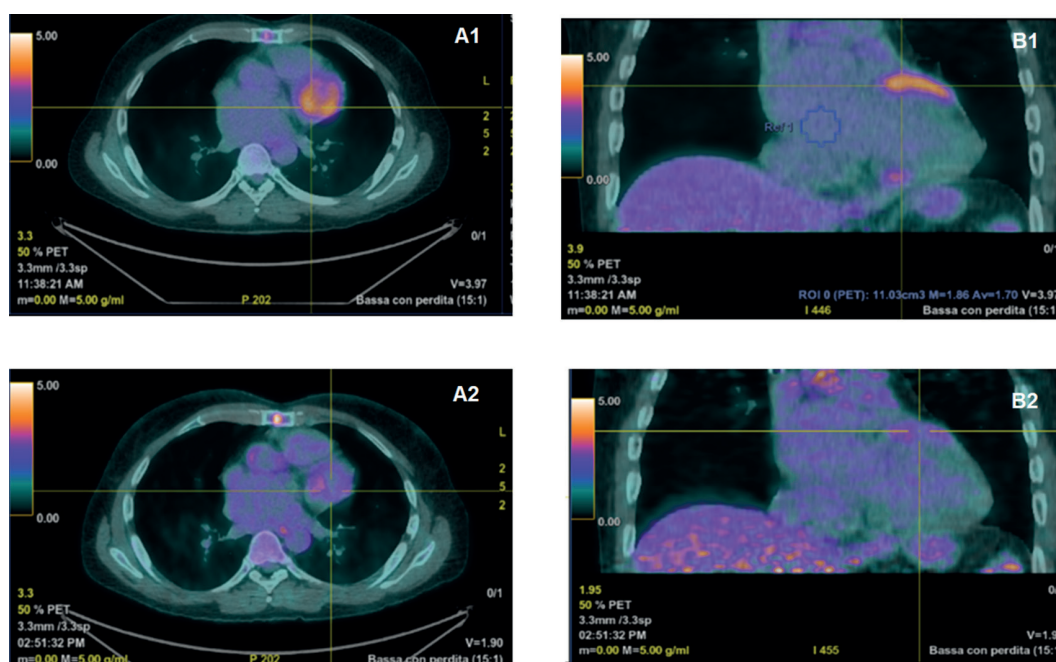 A1
5.00
0.00
L
2
5
2
3.3
50 % PET
3.3mm /3.3sp
11:38:21 AM
m=0.00 M=5.00 g/ml
P 202
0/1
V=3.97
Bassa con perdita (15:1)
B1
5.00
0.00
3.9
50 % PET
3.3mm /3.3sp
11:38:21 AM
m=0.00 M=5.00 g/ml
ROI 0 (PET): 11.03cm3 M=1.86 Av=1.70 V=3.97
I 446
0/1
Bassa con perdita (15:1
A2
5.00
0.00
L
2
5
2
3.3
50 % PET
3.3mm /3.3sp
02:51:32 PM
m=0.00 M=5.00 g/ml
P 202
0/1
V=1.90
Bassa con perdita (15:1)
B2
5.00
0.00
1.95
50 % PET
3.3mm /3.3sp
02:51:32 PM
m=0.00 M=5.00 g/ml
I 455
0/
V=1.9
Bassa con perdita (15:1